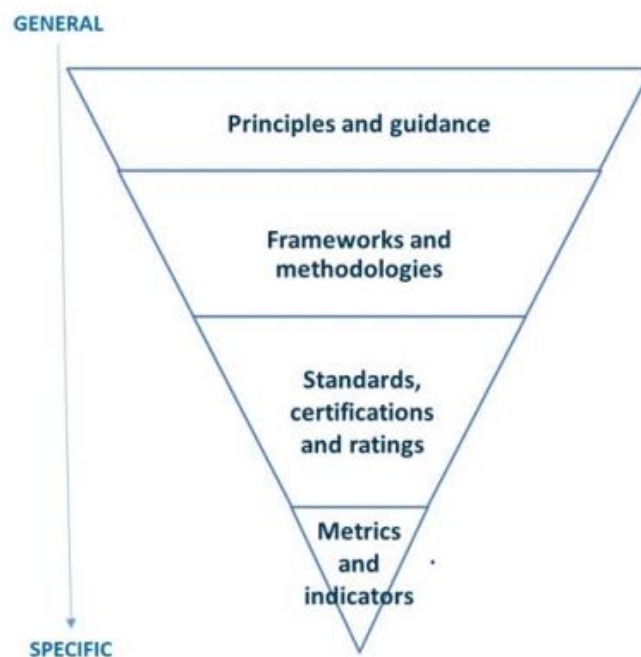 GENERAL
Principles and guidance
Frameworks and
methodologies
Standards,
certifications
and ratings
Metrics
and
indicators
SPECIFIC